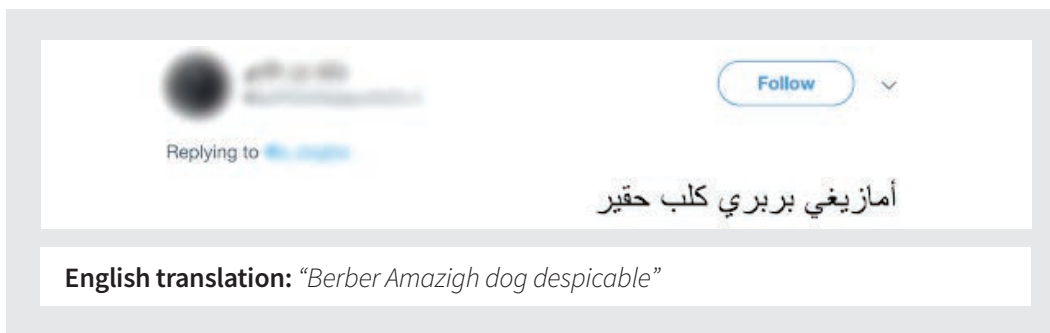 Follow
Replying to
أمازيغي بربري كلب حقير
English translation: “Berber Amazigh dog despicable”